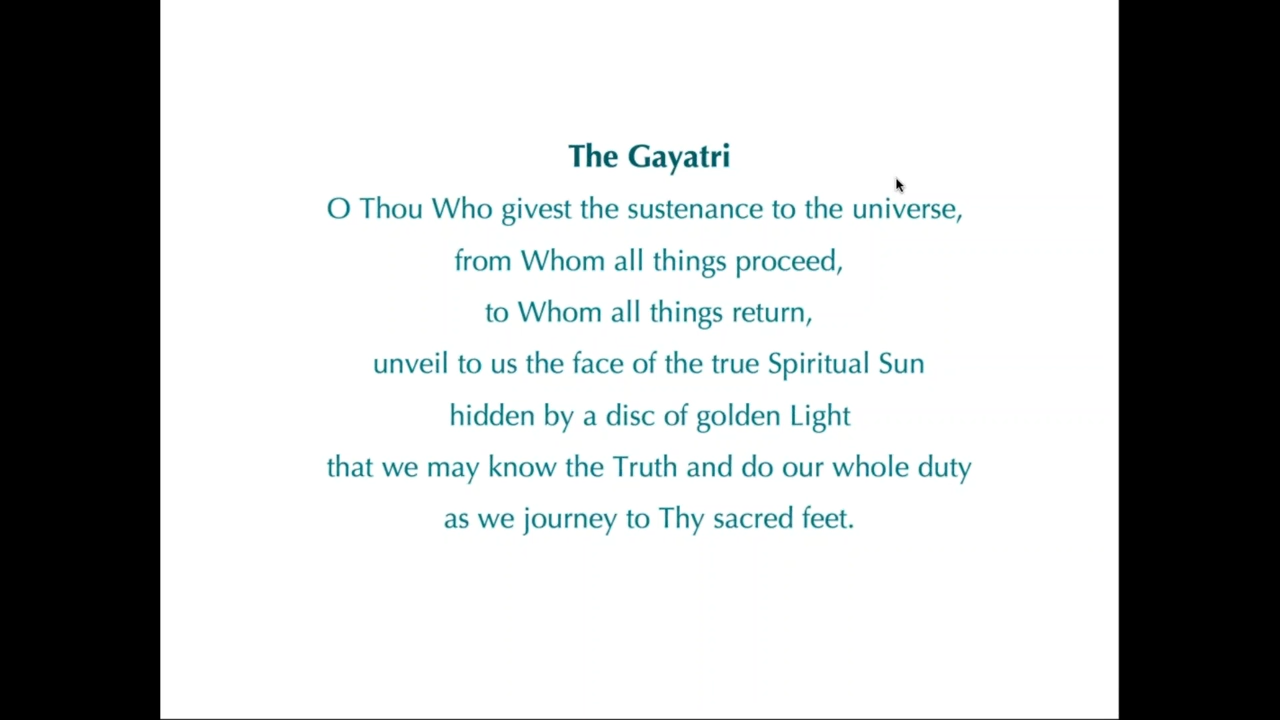 The Gayatri
O Thou Who givest the sustenance to the universe,
from Whom all things proceed,
to Whom all things return,
unveil to us the face of the true Spiritual Sun
hidden by a disc of golden Light
that we may know the Truth and do our whole duty
as we journey to Thy sacred feet.